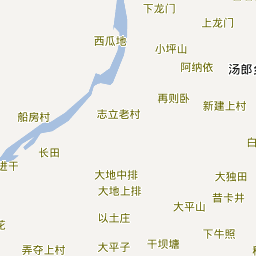 下龙门
上龙门
西瓜地
小坪山
阿纳依
汤郎
再则卧
新建上村
志立老村
船房村
白
长田
进干
大地中排
大独田
大地上排
昔卡井
大平山
以土庄
下牛照
干坝塘
弄夺上村
大平子